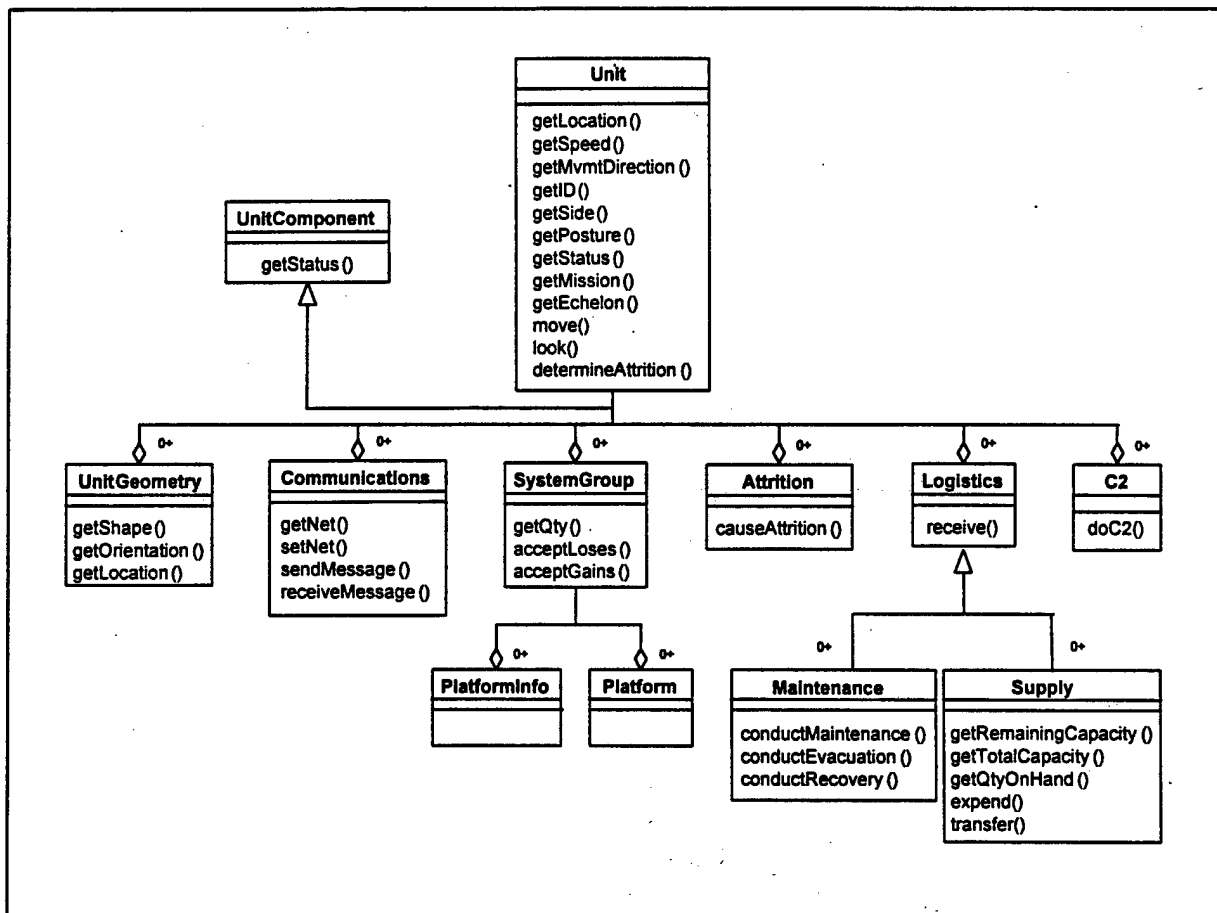 Unit
getLocation()
getSpeed()
getMvmtDirection()
getID()
getSide()
getPosture()
getStatus()
getMission()
getEchelon()
move()
look()
determineAttrition()
UnitComponent
getStatus()
0+
0+
0+
0+
0+
0+
UnitGeometry
getShape()
getOrientation()
getLocation()
Communications
getNet()
setNet()
sendMessage()
receiveMessage()
SystemGroup
getQty()
acceptLoses()
acceptGains()
Attrition
causeAttrition()
Logistics
receive()
C2
doC2()
0+
0+
0+
0+
PlatformInfo
Platform
Maintenance
conductMaintenance()
conductEvacuation()
conductRecovery()
Supply
getRemainingCapacity()
getTotalCapacity()
getQtyOnHand()
expend()
transfer()